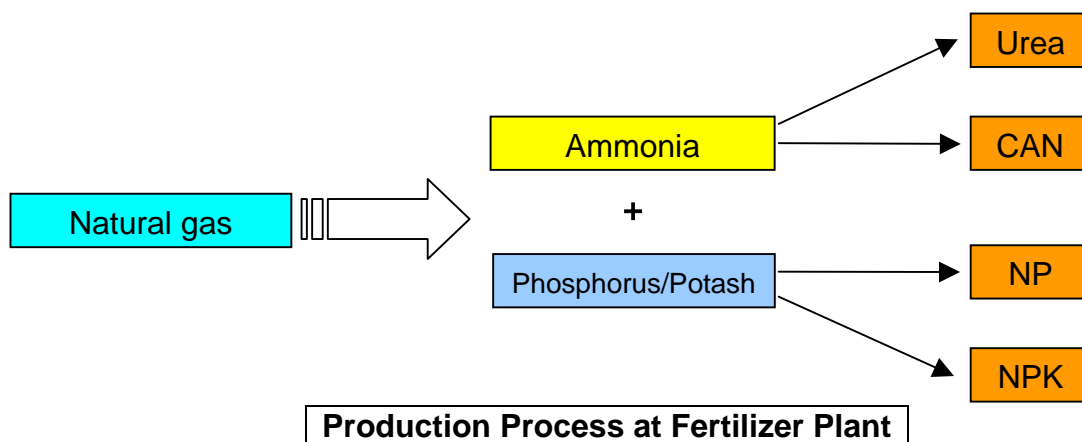 Urea
Ammonia
CAN
Natural gas
+
Phosphorus/Potash
NP
NPK
Production Process at Fertilizer Plant